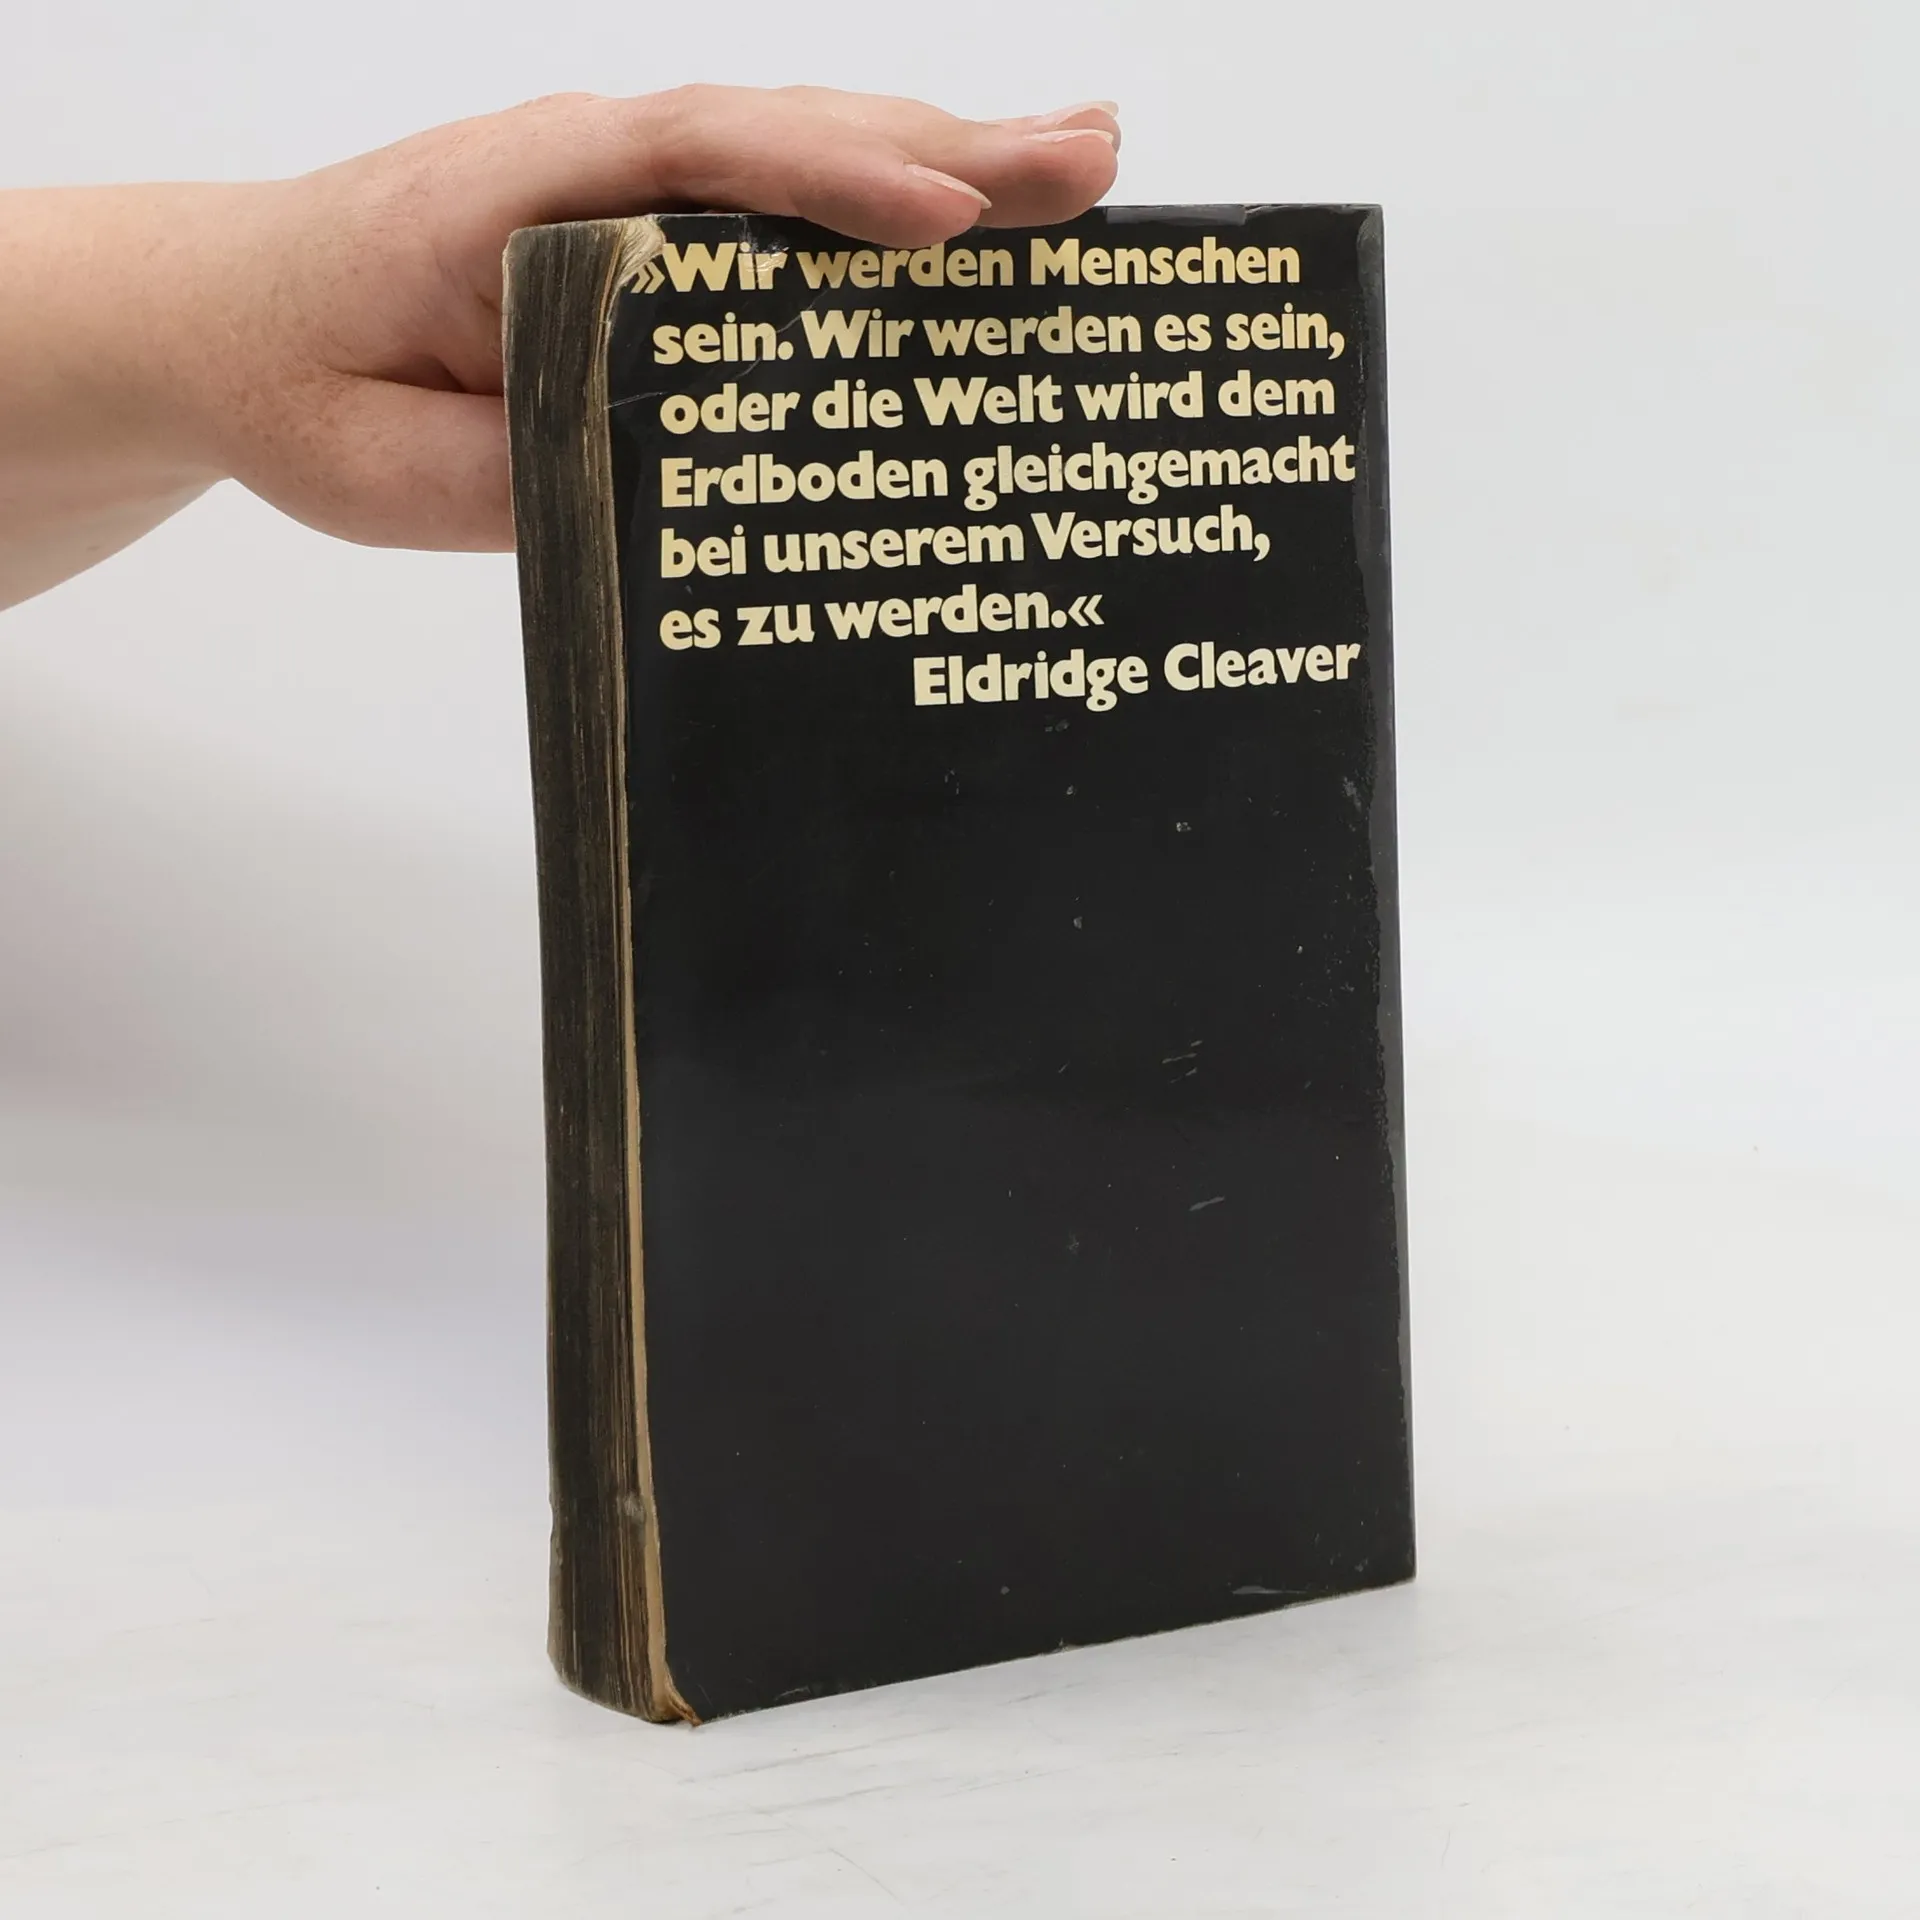 »Wir werden Menschen
sein. Wir werden es sein,
oder die Welt wird dem
Erdboden gleichgemacht
bei unserem Versuch,
es zu werden.«
Eldridge Cleaver